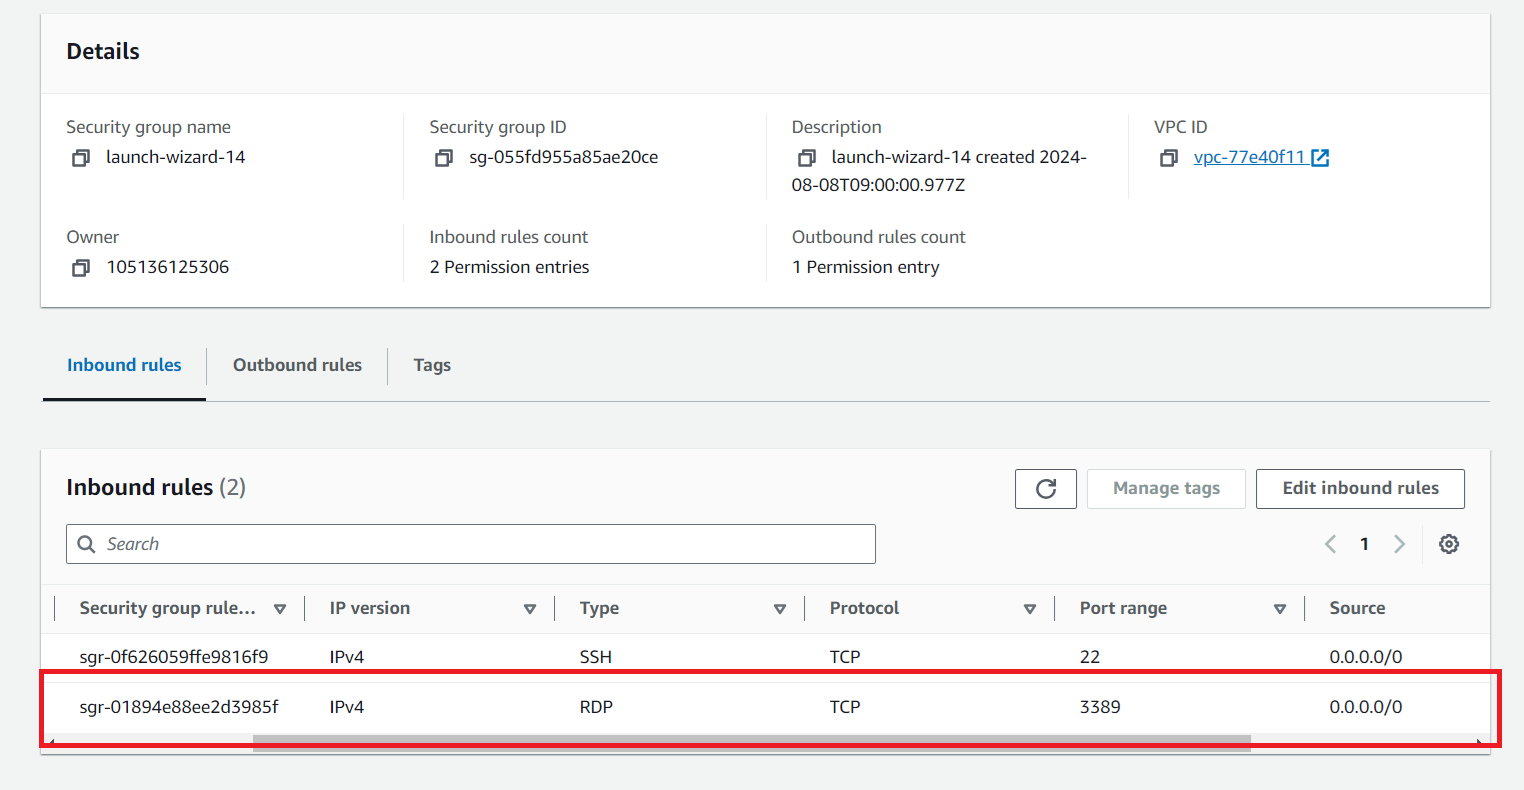 Details
Security group name
launch-wizard-14
Security group ID
sg-055fd955a85ae20ce
Description
launch-wizard-14 created 2024-
08-08T09:00:00.977Z
VPC ID
vpc-77e40f11
Owner
105136125306
Inbound rules count
2 Permission entries
Outbound rules count
1 Permission entry
Inbound rules
Outbound rules
Tags
Inbound rules (2)
Manage tags
Edit inbound rules
Search
1
Security group rule... IP version Type Protocol Port range Source
sgr-0f626059ffe9816f9 IPv4 SSH TCP 22 0.0.0.0/0
sgr-01894e88ee2d3985f IPv4 RDP TCP 3389 0.0.0.0/0